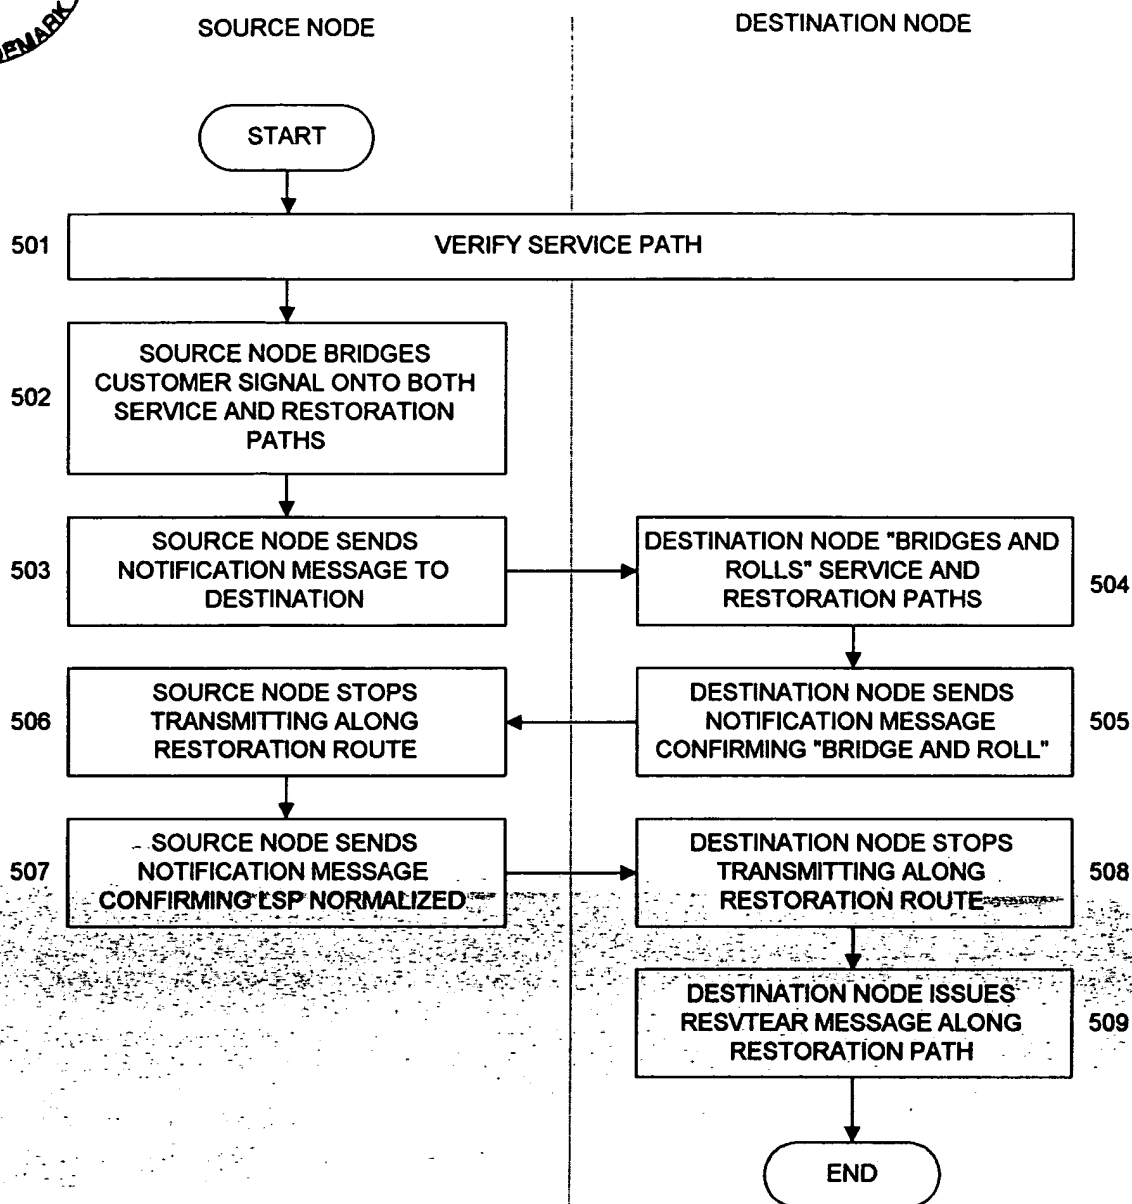 SOURCE NODE
DESTINATION NODE
START
501
VERIFY SERVICE PATH
502
SOURCE NODE BRIDGES
CUSTOMER SIGNAL ONTO BOTH
SERVICE AND RESTORATION
PATHS
503
SOURCE NODE SENDS
NOTIFICATION MESSAGE TO
DESTINATION
DESTINATION NODE "BRIDGES AND
ROLLS" SERVICE AND
RESTORATION PATHS
504
506
SOURCE NODE STOPS
TRANSMITTING ALONG
RESTORATION ROUTE
DESTINATION NODE SENDS
NOTIFICATION MESSAGE
CONFIRMING "BRIDGE AND ROLL"
505
507
SOURCE NODE SENDS
NOTIFICATION MESSAGE
CONFIRMING LSP NORMALIZED
DESTINATION NODE STOPS
TRANSMITTING ALONG
RESTORATION ROUTE
508
DESTINATION NODE ISSUES
RESVTEAR MESSAGE ALONG
RESTORATION PATH
509
END